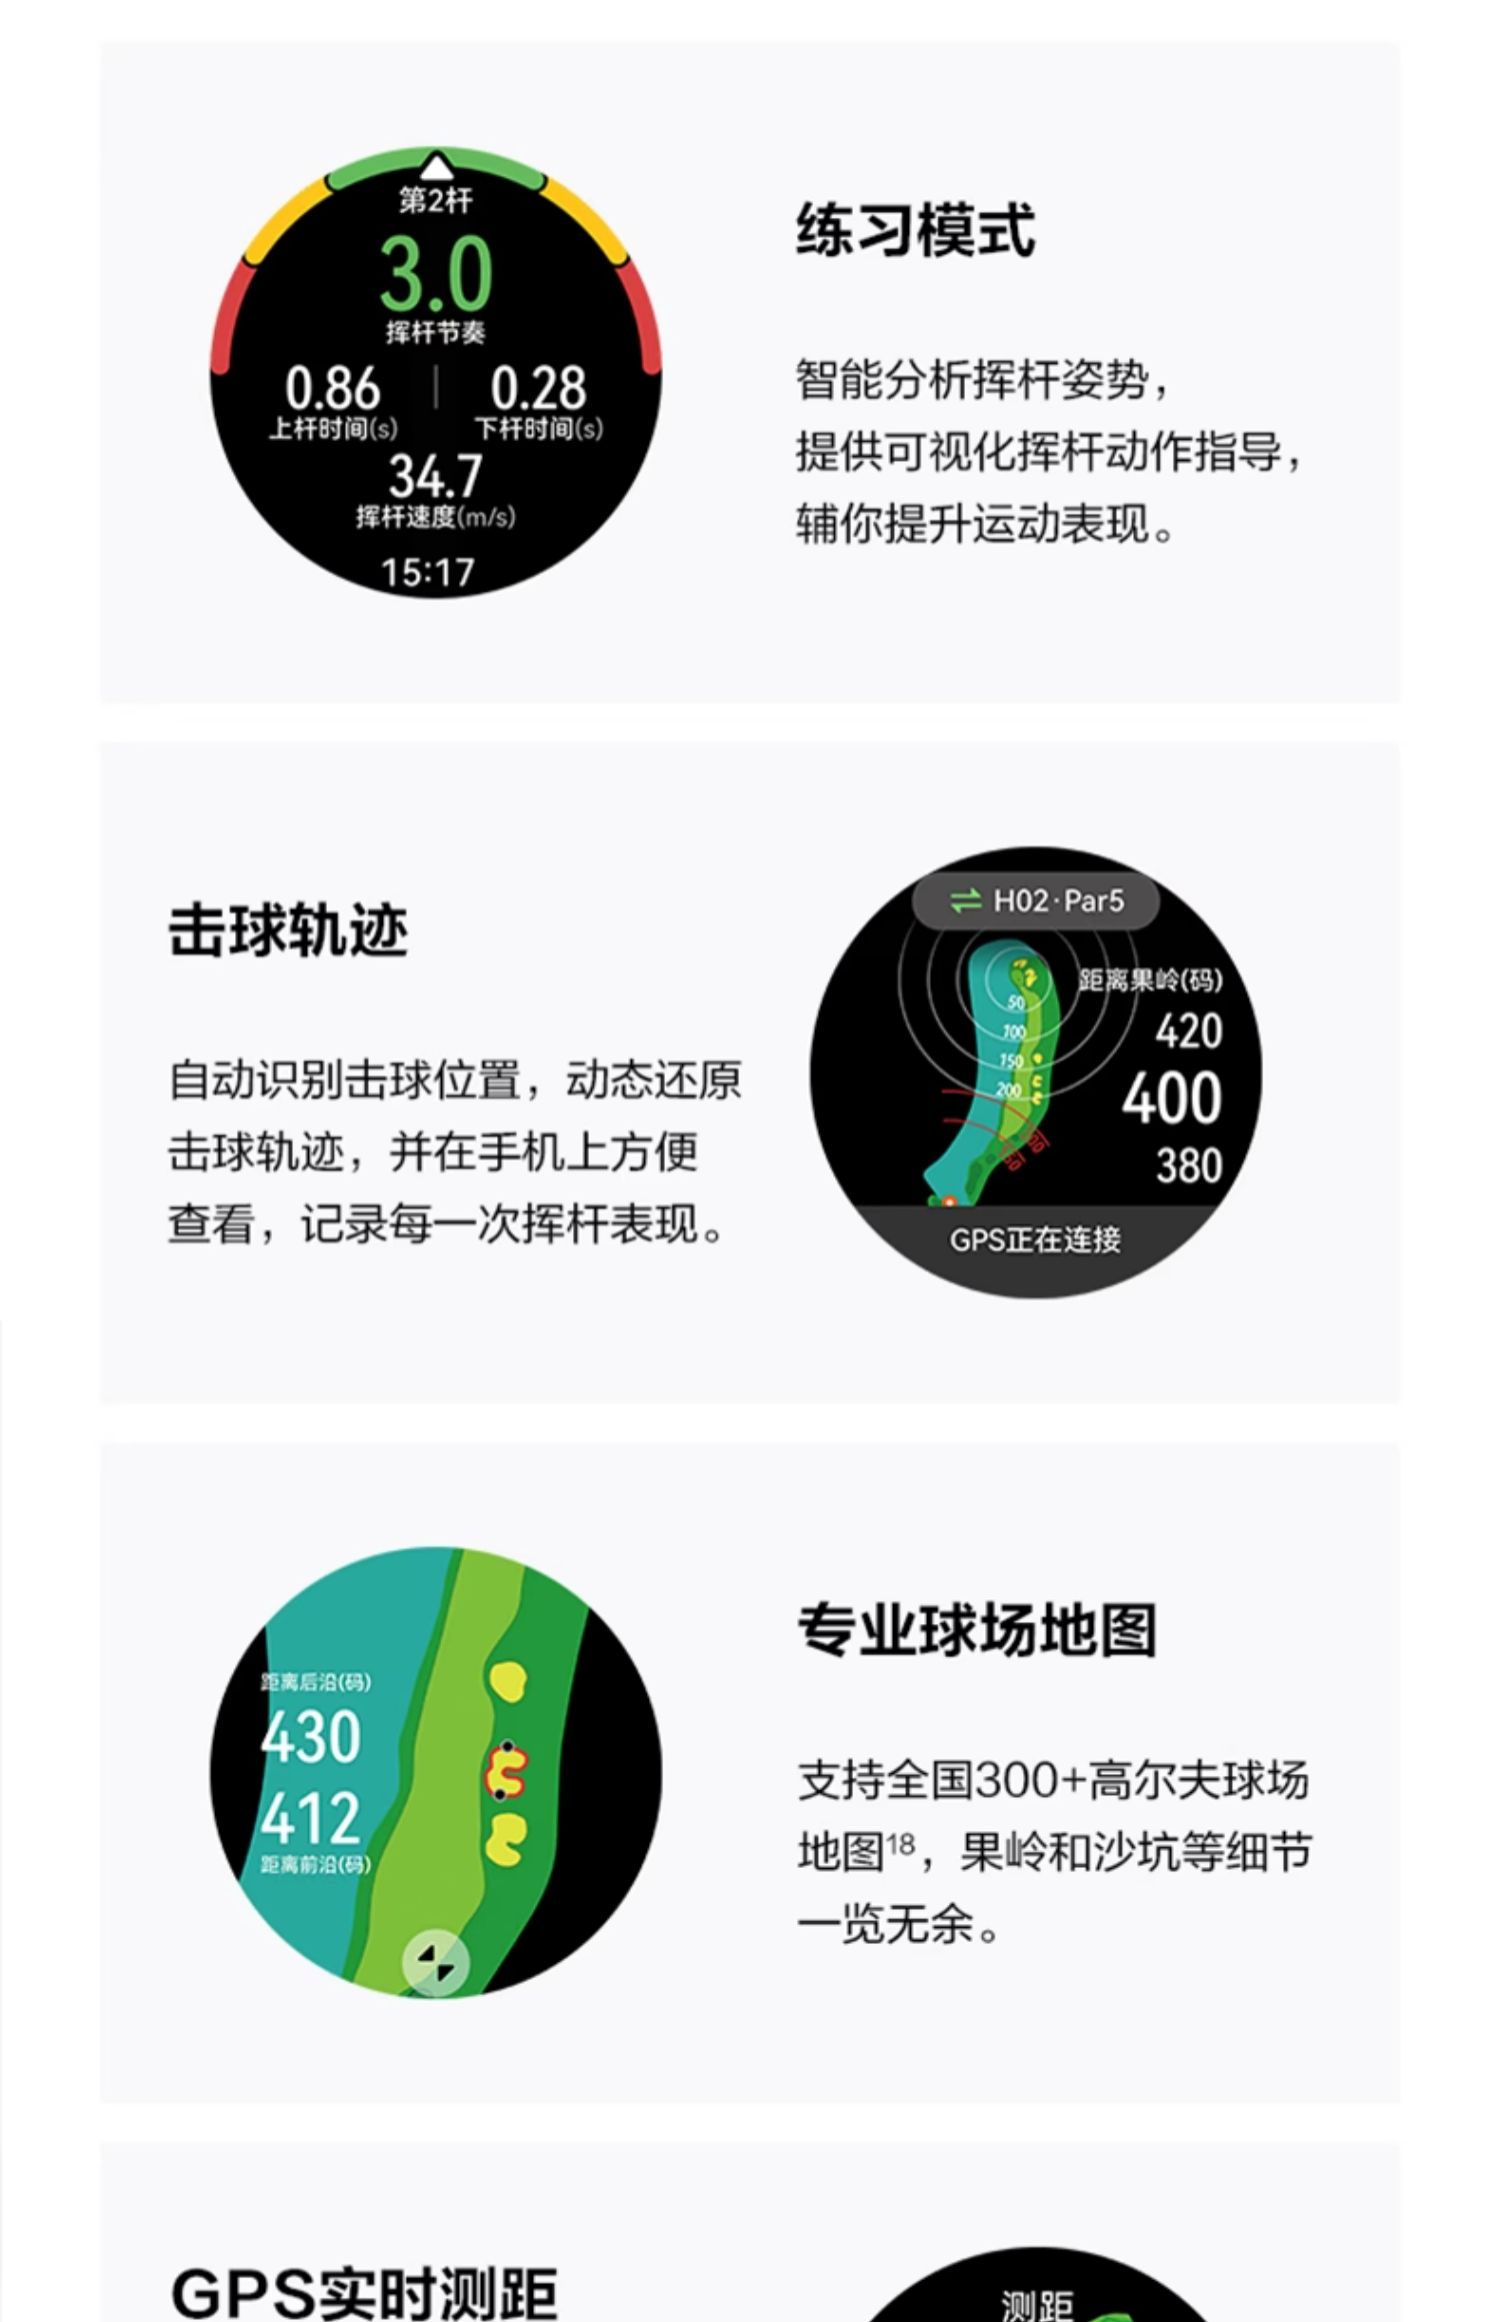 第2杆
3.0
挥杆节奏
0.86 0.28
上杆时间(s) 下杆时间(s)
34.7
挥杆速度(m/s)
15:17
练习模式
智能分析挥杆姿势，
提供可视化挥杆动作指导，
辅你提升运动表现。
击球轨迹
自动识别击球位置，动态还原
击球轨迹，并在手机上方便
查看，记录每一次挥杆表现。
H02·Par5
距离果岭(码)
420
400
380
50
100
150
200
GPS正在连接
距离后沿(码)
430
412
距离前沿(码)
专业球场地图
支持全国300+高尔夫球场
地图18，果岭和沙坑等细节
一览无余。
GPS实时测距
测距